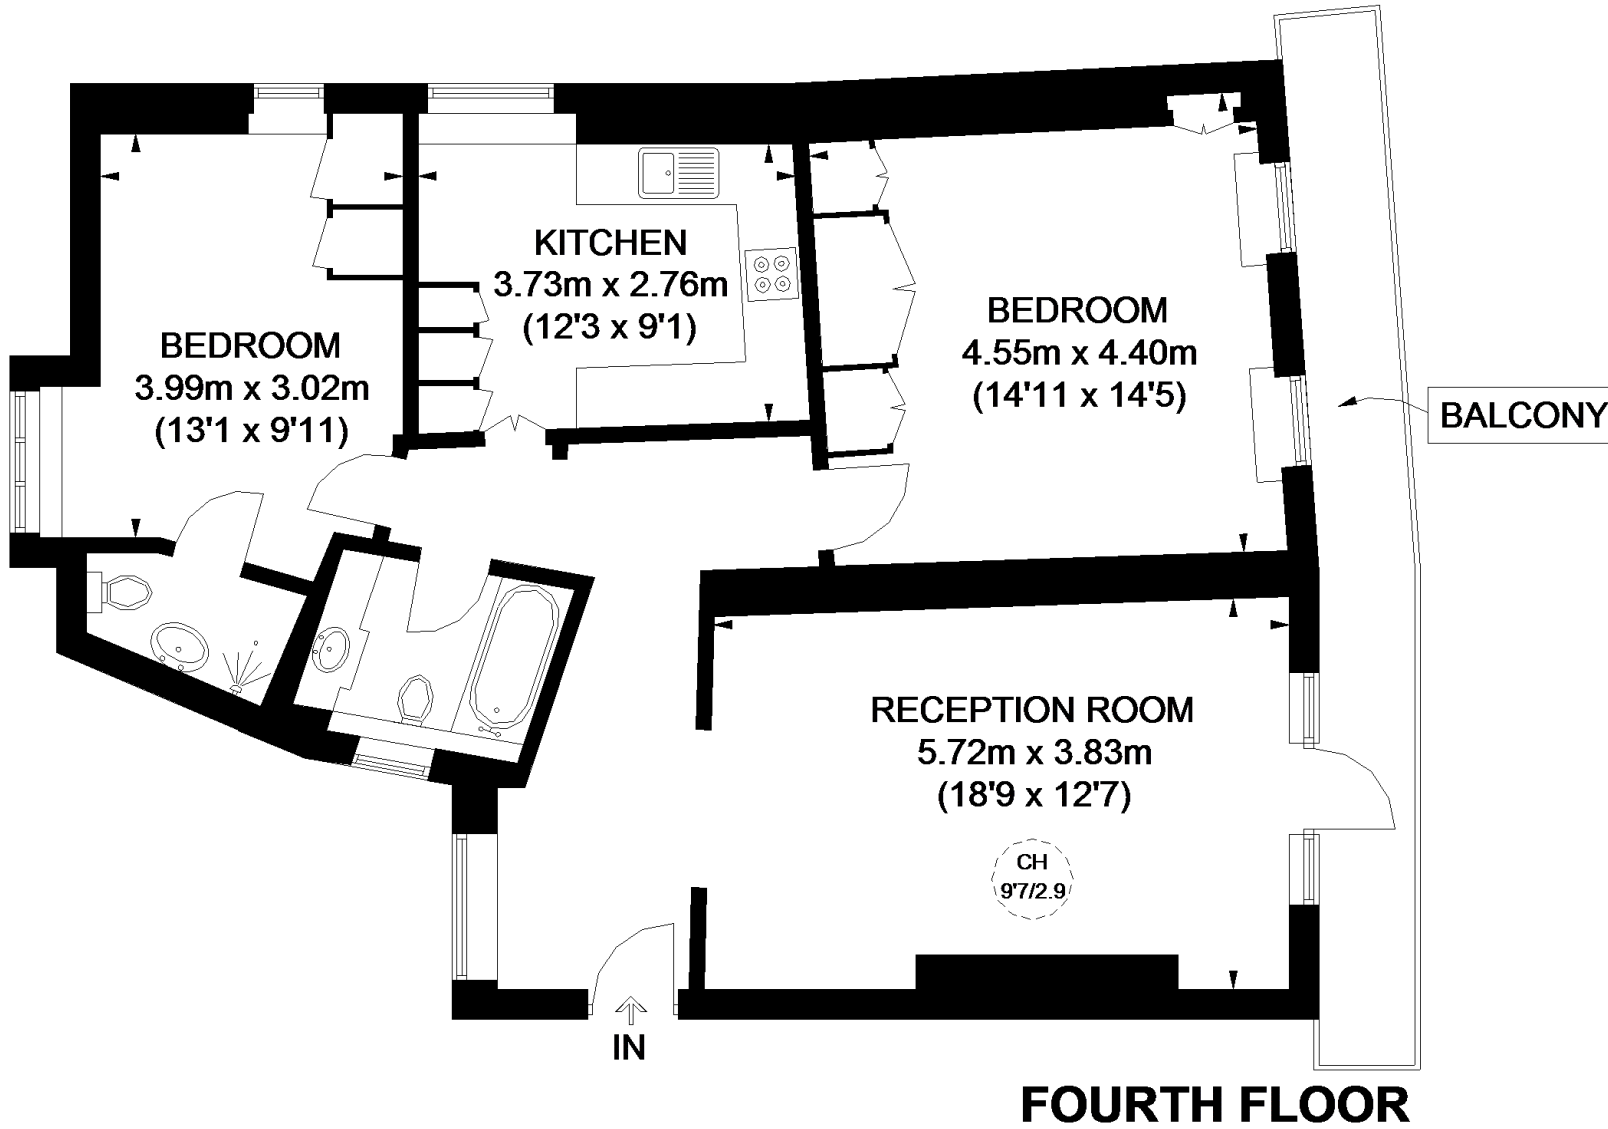 KITCHEN
3.73m x 2.76m
(12'3 x 9'1)
BEDROOM
3.99m x 3.02m
(13'1 x 9'11)
BEDROOM
4.55m x 4.40m
(14'11 x 14'5)
BALCONY
RECEPTION ROOM
5.72m x 3.83m
(18'9 x 12'7)
CH
9'7/2.9
IN
FOURTH FLOOR